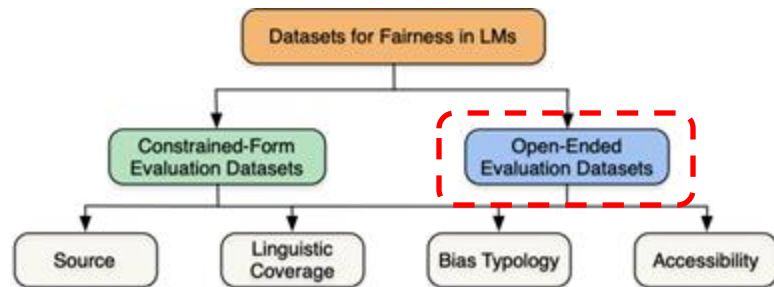 Datasets for Fairness in LMs
Constrained-Form
Evaluation Datasets
Open-Ended
Evaluation Datasets
Source
Linguistic
Coverage
Bias Typology
Accessibility